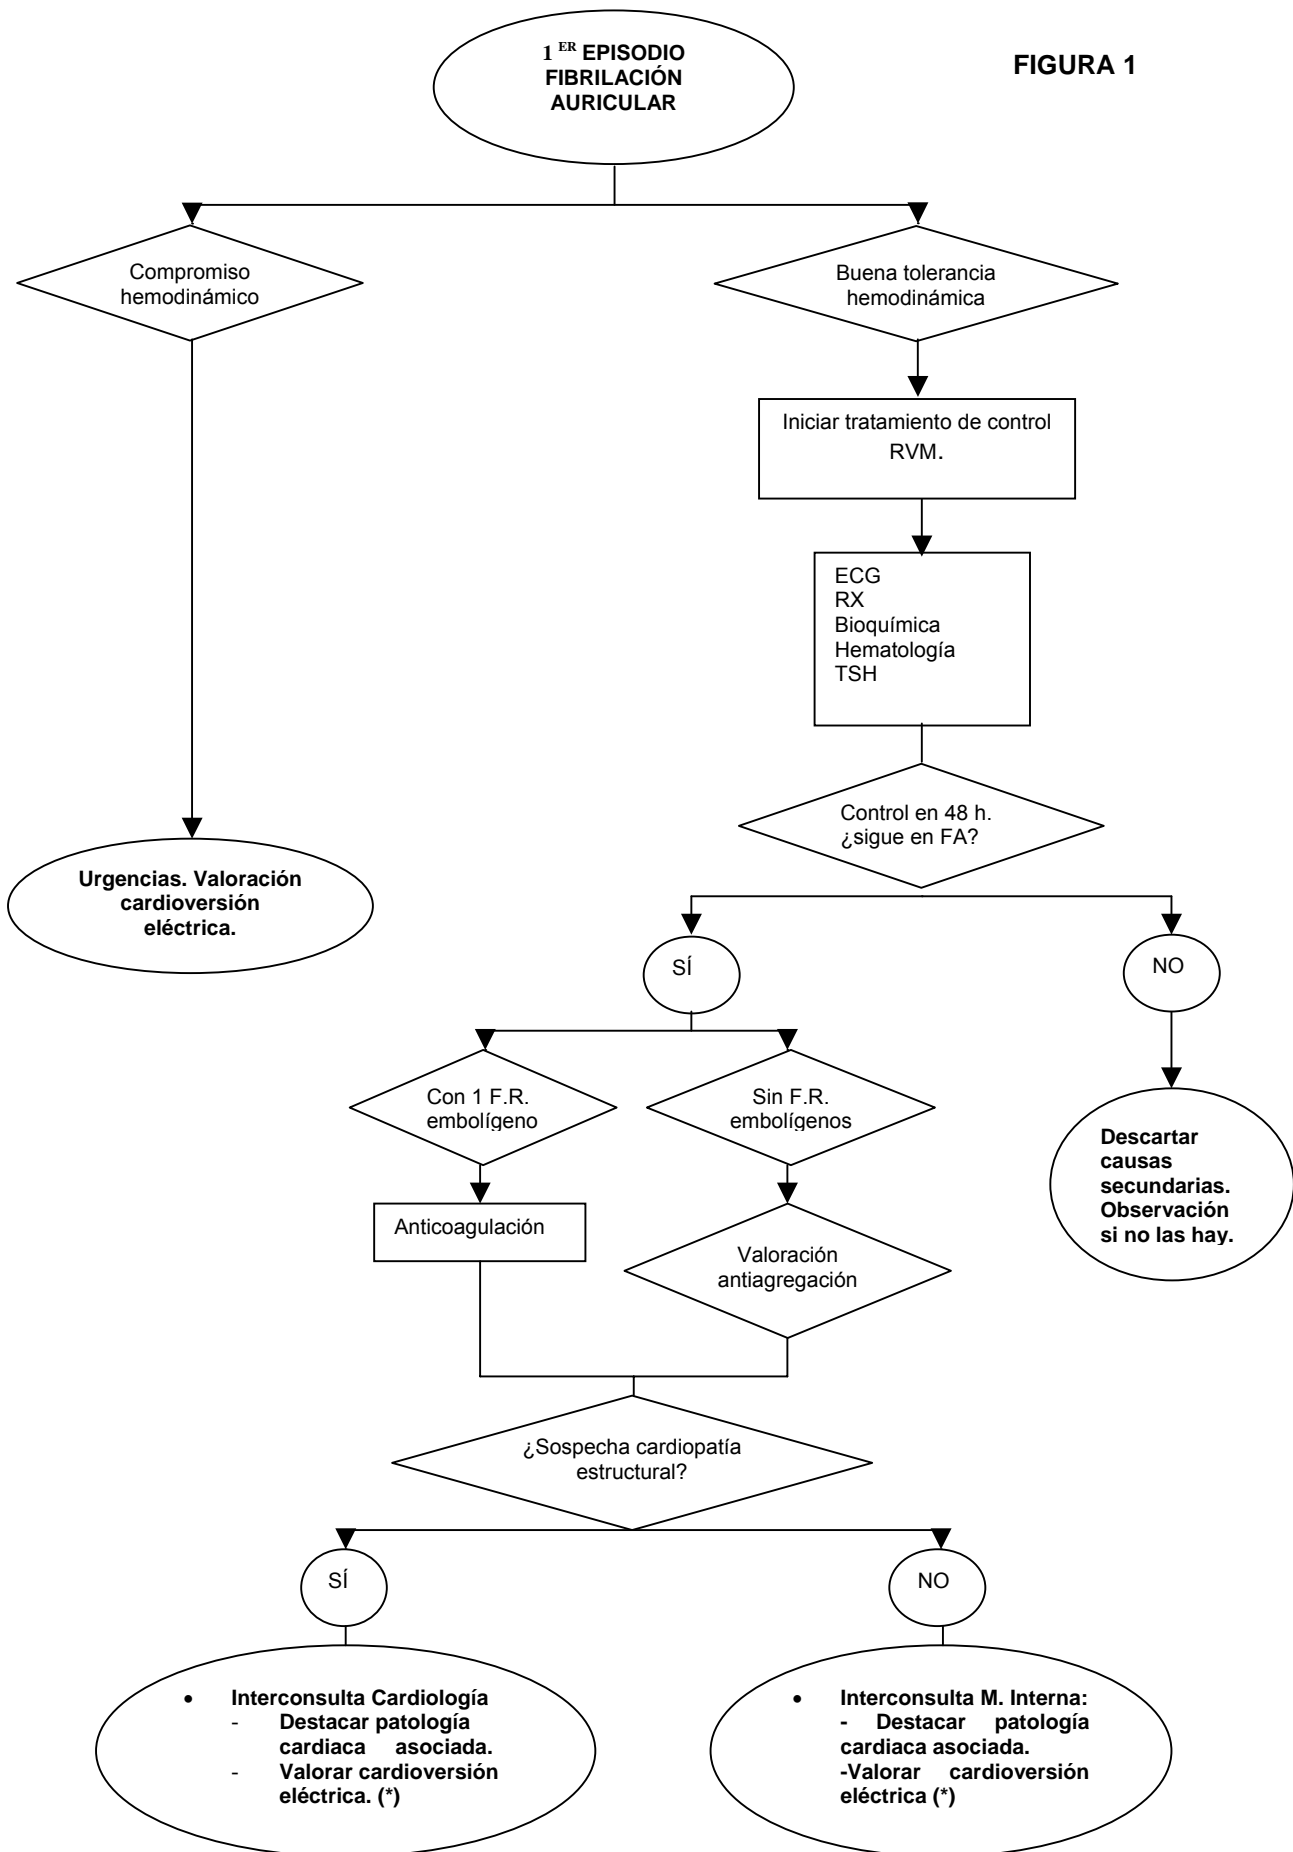 1 ER EPISODIO
FIBRILACIÓN
AURICULAR
FIGURA 1
Compromiso
hemodinámico
Buena tolerancia
hemodinámica
Iniciar tratamiento de control
RVM.
ECG
RX
Bioquímica
Hematología
TSH
Control en 48 h.
¿sigue en FA?
Urgencias. Valoración
cardioversión
eléctrica.
SÍ
NO
Con 1 F.R.
embolígeno
Sin F.R.
embolígenos
Descartar
causas
secundarias.
Observación
si no las hay.
Anticoagulación
Valoración
antiagregación
¿Sospecha cardiopatía
estructural?
SÍ
NO
• Interconsulta Cardiología
- Destacar patología
cardiaca asociada.
- Valorar cardioversión
eléctrica. (*)
• Interconsulta M. Interna:
- Destacar patología
cardiaca asociada.
-Valorar cardioversión
eléctrica (*)